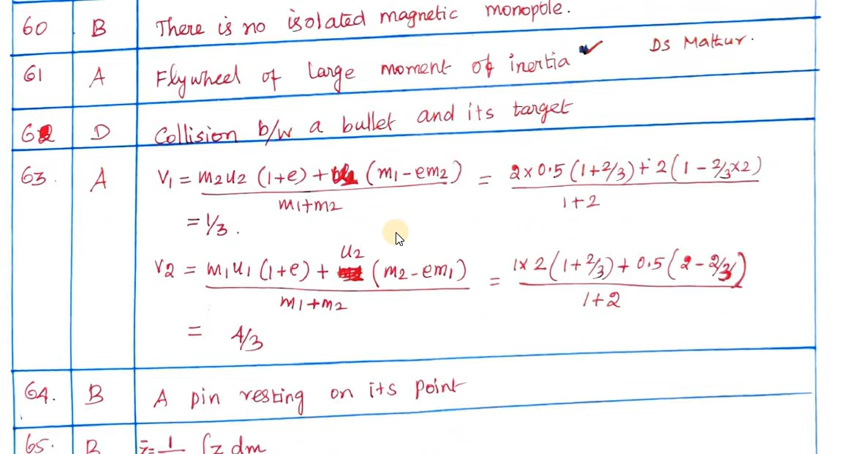 60 B There is no isolated magnetic monopole.
61 A Flywheel of large moment of inertia ✓ DS Mathur.
62 D Collision b/w a bullet and its target
63. A V1 = m2u2 (1+e) + (m1-em2) / m1+m2 = 2×0.5(1+2/3)+2(1-2/3×2) / 1+2
= 1/3.
V2 = m1u1(1+e) + u2 (m2-em1) / m1+m2 = 1×2(1+2/3)+0.5(2-2/3) / 1+2
= 4/3
64. B A pin resting on its point
65. B z̄ = 1 ∫z dm